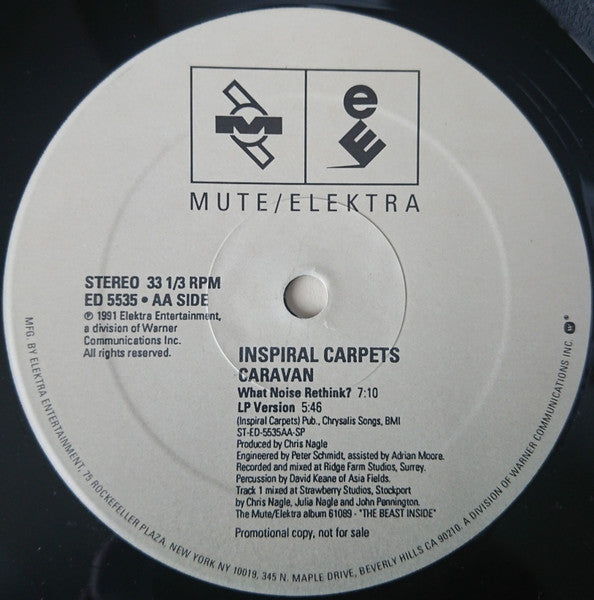 M
e
E
MUTE/ELEKTRA
STEREO 33 1/3 RPM
ED 5535 • AA SIDE
℗ 1991 Elektra Entertainment,
a division of Warner
Communications Inc.
All rights reserved.
INSPIRAL CARPETS
CARAVAN
What Noise Rethink? 7:10
LP Version 5:46
(Inspiral Carpets) Pub., Chrysalis Songs, BMI
ST-ED-5535AA-SP
Produced by Chris Nagle
Engineered by Peter Schmidt, assisted by Adrian Moore.
Recorded and mixed at Ridge Farm Studios, Surrey.
Percussion by David Keane of Asia Fields.
Track 1 mixed at Strawberry Studios, Stockport
by Chris Nagle, Julia Nagle and John Pennington.
The Mute/Elektra album 61089 - "THE BEAST INSIDE"
Promotional copy, not for sale
MFG. BY ELEKTRA ENTERTAINMENT, 75 ROCKEFELLER PLAZA, NEW YORK NY 10019, 345 N. MAPLE DRIVE, BEVERLY HILLS CA 90210, A DIVISION OF WARNER COMMUNICATIONS INC.